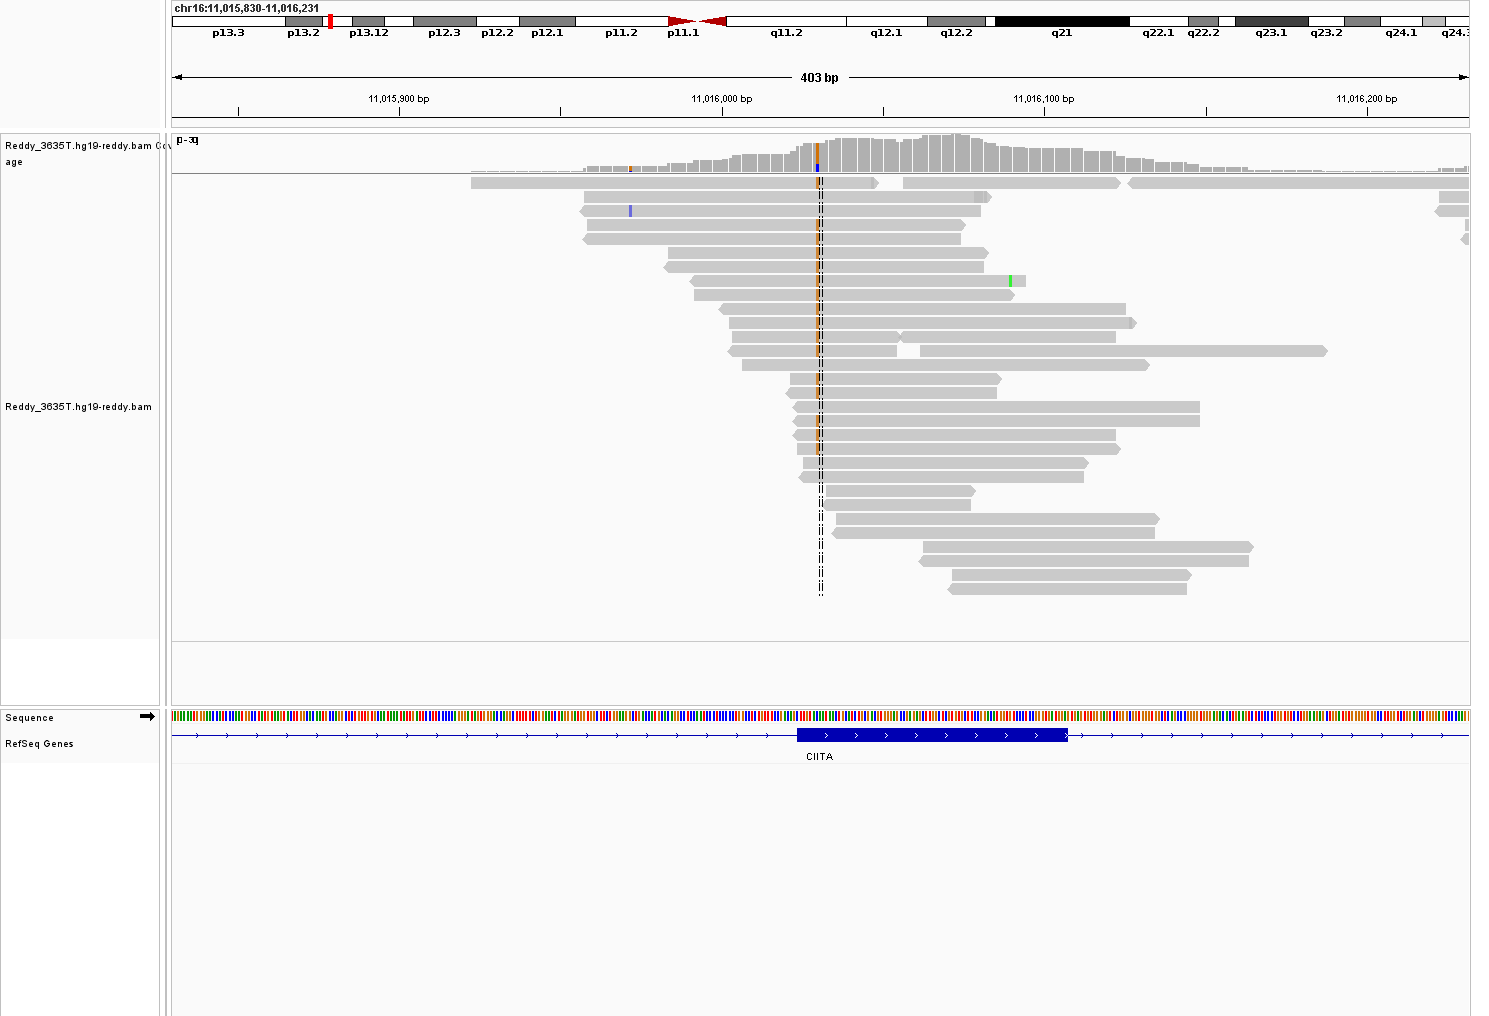 chr16:11,015,830-11,016,231
p13.3 p13.2 p13.12 p12.3 p12.2 p12.1 p11.2 p11.1 q11.2 q12.1 q12.2 q21 q22.1 q22.2 q23.1 q23.2 q24.1
403 bp
11,015,900 bp 11,016,000 bp 11,016,100 bp 11,016,200 bp
Reddy_3635T.hg19-reddy.bam Cov
age
[0 - 30]
Reddy_3635T.hg19-reddy.bam
Sequence
RefSeq Genes
CIITA